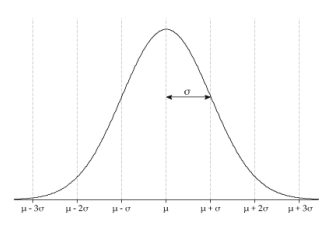 σ
μ - 3σ μ - 2σ μ - σ μ μ + σ μ + 2σ μ + 3σ